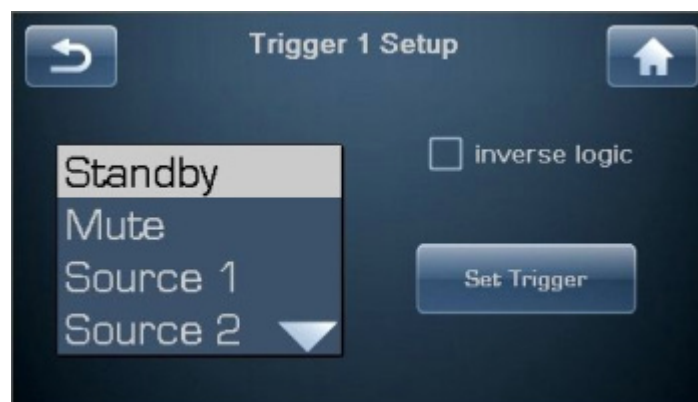 Trigger 1 Setup
Standby
Mute
Source 1
Source 2
inverse logic
Set Trigger